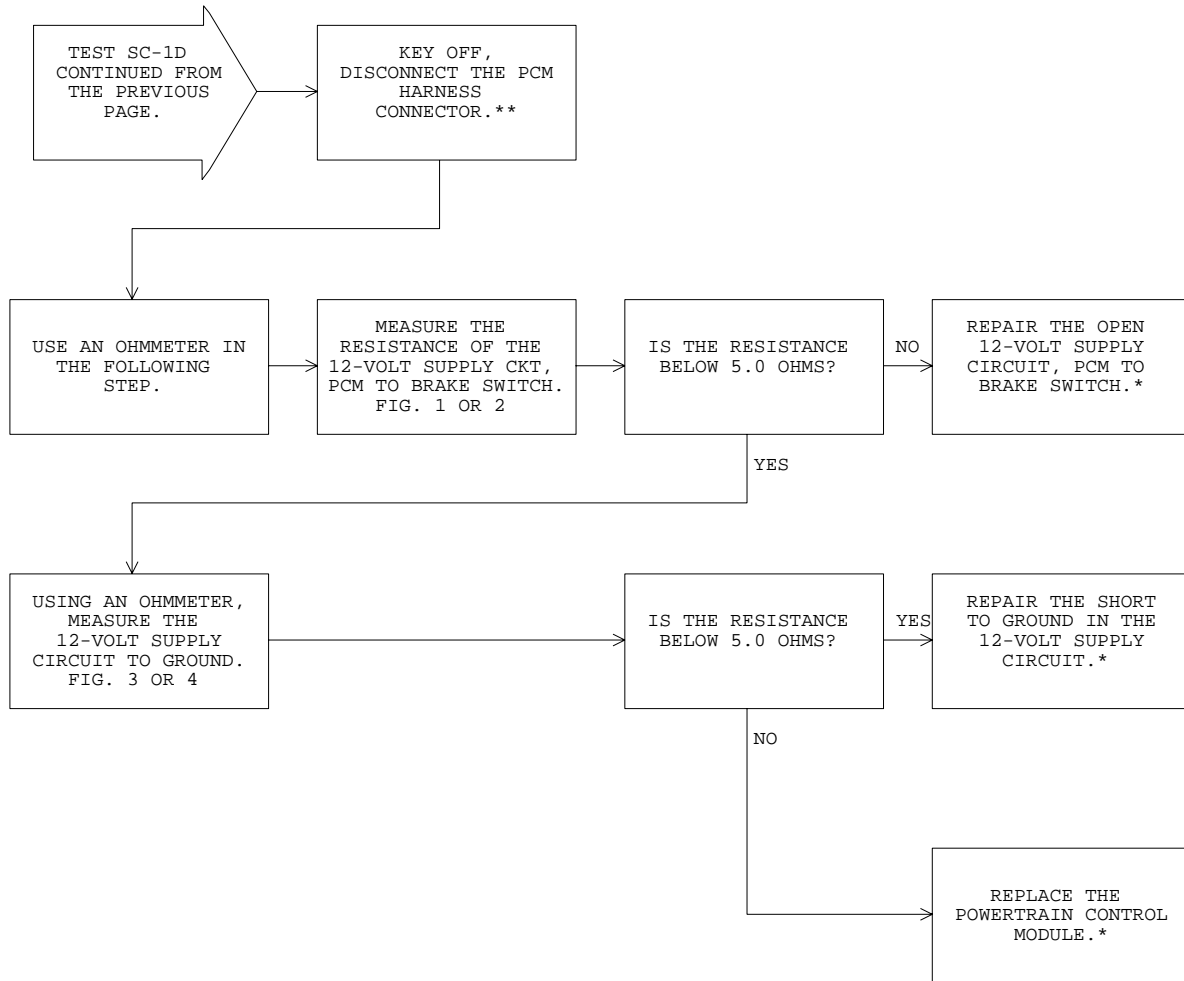 TEST SC-1D
CONTINUED FROM
THE PREVIOUS
PAGE.
KEY OFF,
DISCONNECT THE PCM
HARNESS
CONNECTOR.**
USE AN OHMMETER IN
THE FOLLOWING
STEP.
MEASURE THE
RESISTANCE OF THE
12-VOLT SUPPLY CKT,
PCM TO BRAKE SWITCH.
FIG. 1 OR 2
IS THE RESISTANCE
BELOW 5.0 OHMS?
NO
REPAIR THE OPEN
12-VOLT SUPPLY
CIRCUIT, PCM TO
BRAKE SWITCH.*
YES
USING AN OHMMETER,
MEASURE THE
12-VOLT SUPPLY
CIRCUIT TO GROUND.
FIG. 3 OR 4
IS THE RESISTANCE
BELOW 5.0 OHMS?
YES
REPAIR THE SHORT
TO GROUND IN THE
12-VOLT SUPPLY
CIRCUIT.*
NO
REPLACE THE
POWERTRAIN CONTROL
MODULE.*